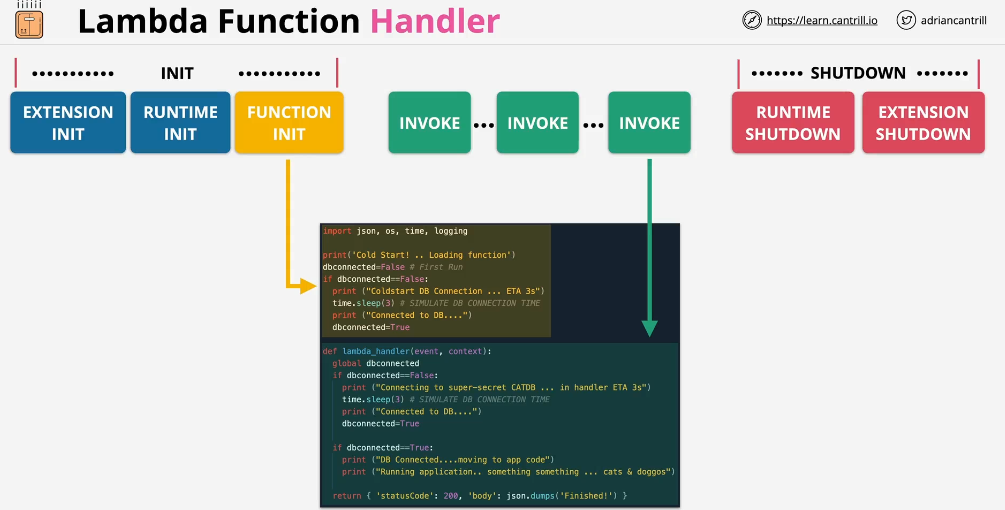 Lambda Function Handler
https://learn.cantrill.io
adriancantrill
INIT
SHUTDOWN
EXTENSION
INIT
RUNTIME
INIT
FUNCTION
INIT
INVOKE
INVOKE
INVOKE
RUNTIME
SHUTDOWN
EXTENSION
SHUTDOWN
import json, os, time, logging
print('Cold Start! .. Loading function')
dbconnected=False # First Run
if dbconnected==False:
print ("Coldstart DB Connection ... ETA 3s")
time.sleep(3) # SIMULATE DB CONNECTION TIME
print ("Connected to DB....")
dbconnected=True
def lambda_handler(event, context):
global dbconnected
if dbconnected==False:
print ("Connecting to super-secret CATDB ... in handler ETA 3s")
time.sleep(3) # SIMULATE DB CONNECTION TIME
print ("Connected to DB....")
dbconnected=True
if dbconnected==True:
print ("DB Connected....moving to app code")
print ("Running application.. something something ... cats & doggos")
return { 'statusCode': 200, 'body': json.dumps('Finished!') }